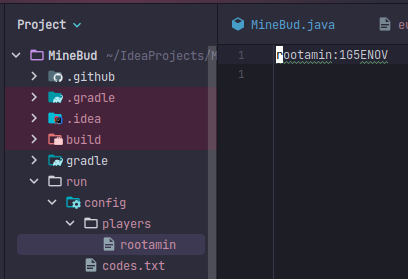 Project
MineBud ~/IdeaProjects/M
.github
.gradle
.idea
build
gradle
run
config
players
rootamin
codes.txt
MineBud.java
eu
1 rootamin:1G5ENOV
1